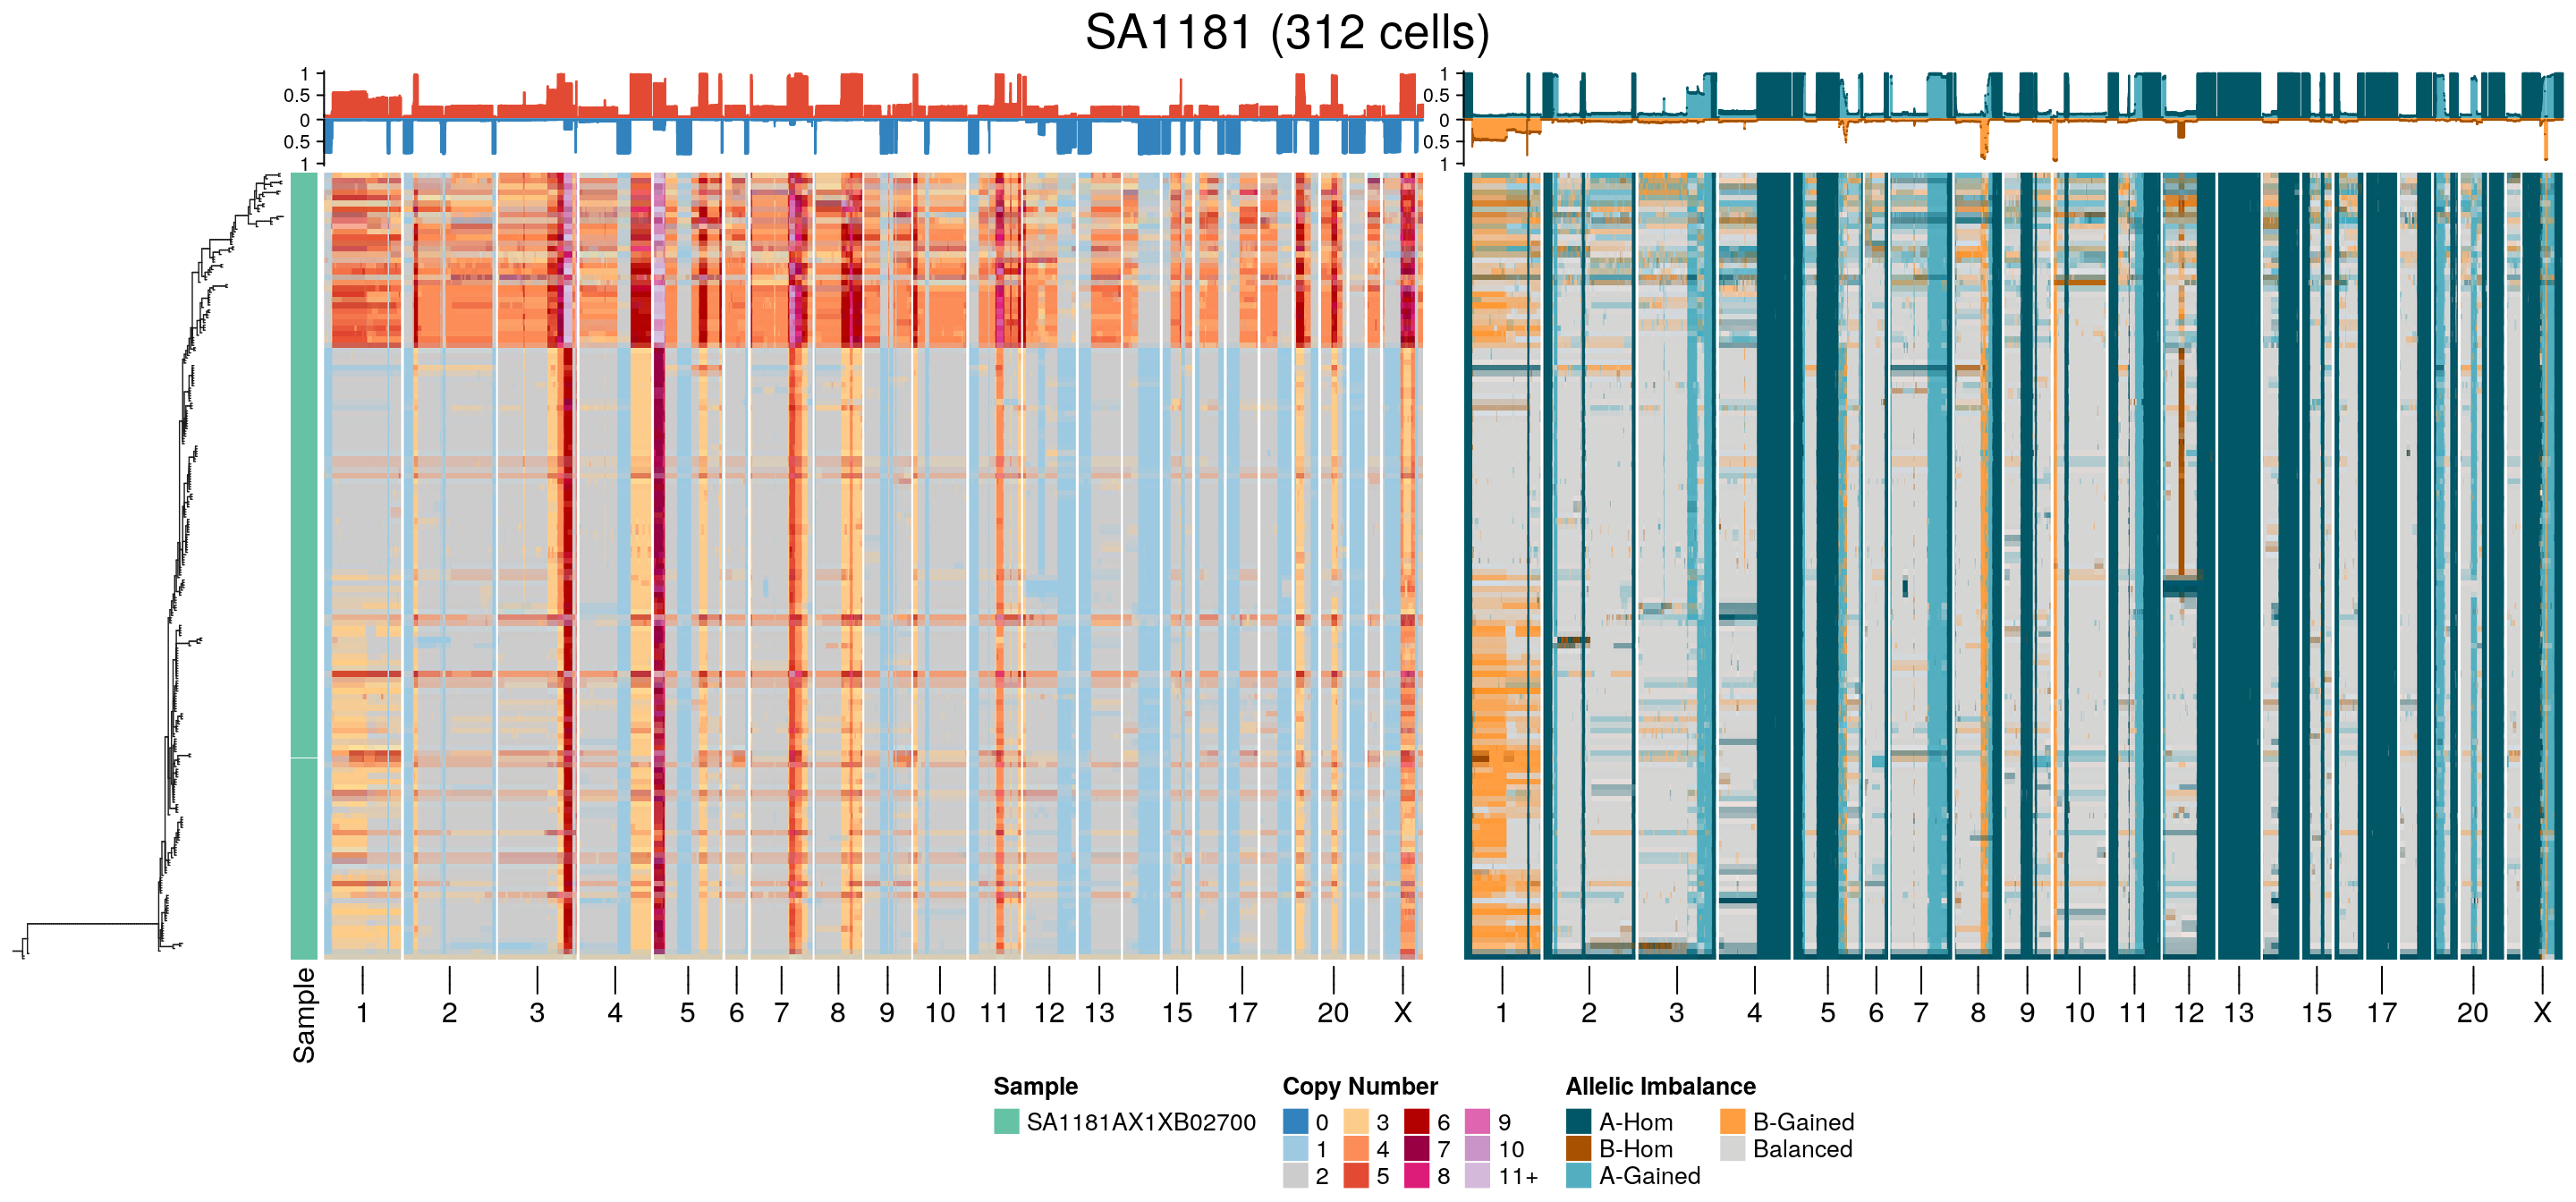 SA1181 (312 cells)
1
0.5
0
0.5
1
1
0.5
0
0.5
1
Sample
1 2 3 4 5 6 7 8 9 10 11 12 13 15 17 20 X
1 2 3 4 5 6 7 8 9 10 11 12 13 15 17 20 X
Sample
SA1181AX1XB02700
Copy Number
0 3 6 9
1 4 7 10
2 5 8 11+
Allelic Imbalance
A-Hom B-Gained
B-Hom Balanced
A-Gained